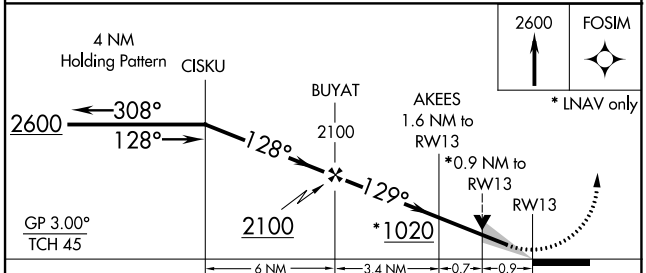 4 NM
Holding Pattern
CISKU
2600
FOSIM
* LNAV only
BUYAT
2100
AKEES
1.6 NM to
RW13
*0.9 NM to
RW13
RW13
308°
2600
128°
128°
129°
2100
*1020
GP 3.00°
TCH 45
6 NM
3.4 NM
0.7
0.9